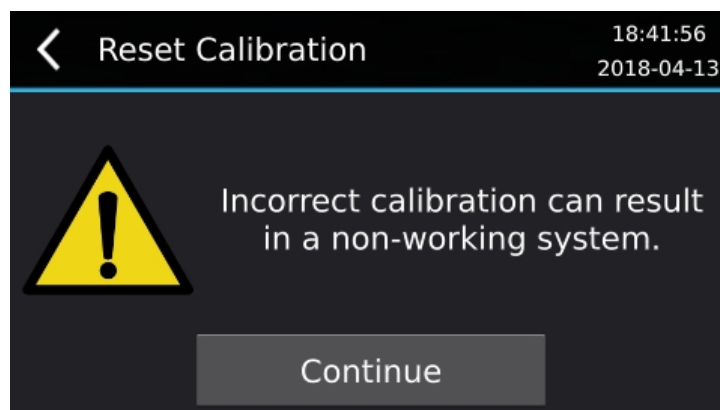 Reset Calibration
18:41:56
2018-04-13
Incorrect calibration can result
in a non-working system.
Continue